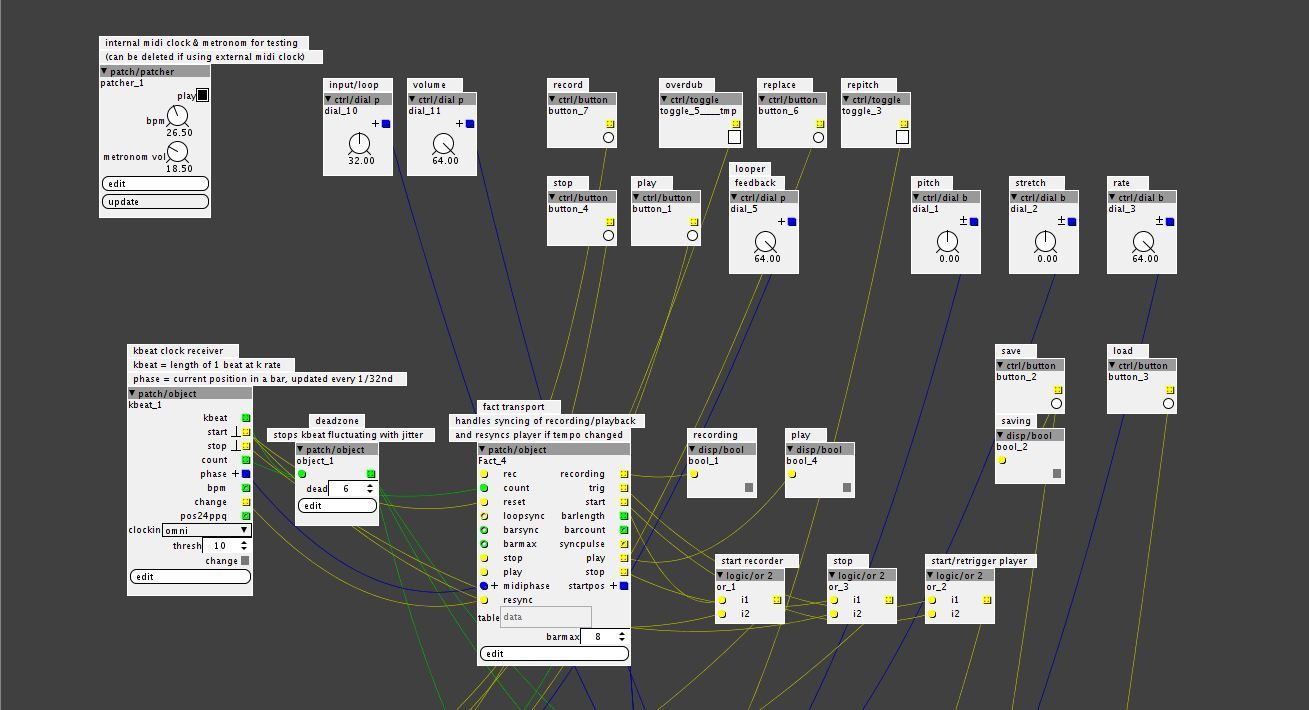 internal midi clock & metronom for testing
(can be deleted if using external midi clock)
patch/patcher
patcher_1
play
bpm
26.50
metronom vol
18.50
edit
update
input/loop
ctrl/dial p
dial_10
+
32.00
volume
ctrl/dial p
dial_11
+
64.00
record
ctrl/button
button_7
overdub
ctrl/toggle
toggle_5____tmp
replace
ctrl/button
button_6
repitch
ctrl/toggle
toggle_3
stop
ctrl/button
button_4
play
ctrl/button
button_1
looper
feedback
ctrl/dial p
dial_5
+
64.00
pitch
ctrl/dial b
dial_1
±
0.00
stretch
ctrl/dial b
dial_2
±
0.00
rate
ctrl/dial b
dial_3
±
64.00
kbeat clock receiver
kbeat = length of 1 beat at k rate
phase = current position in a bar, updated every 1/32nd
patch/object
kbeat_1
kbeat
start
stop
count
phase +
bpm
change
pos24ppq
clockin omni
thresh 10
change
edit
deadzone
stops kbeat fluctuating with jitter
patch/object
object_1
dead 6
edit
fact transport
handles syncing of recording/playback
and resyncs player if tempo changed
patch/object
Fact_4
rec recording
count trig
reset start
loopsync barlength
barsync barcount
barmax syncpulse
stop play
play stop
+ midiphase startpos +
resync
table data
barmax 8
edit
recording
disp/bool
bool_1
play
disp/bool
bool_4
save
ctrl/button
button_2
saving
disp/bool
bool_2
load
ctrl/button
button_3
start recorder
logic/or 2
or_1
i1
i2
stop
logic/or 2
or_3
i1
i2
start/retrigger player
logic/or 2
or_2
i1
i2